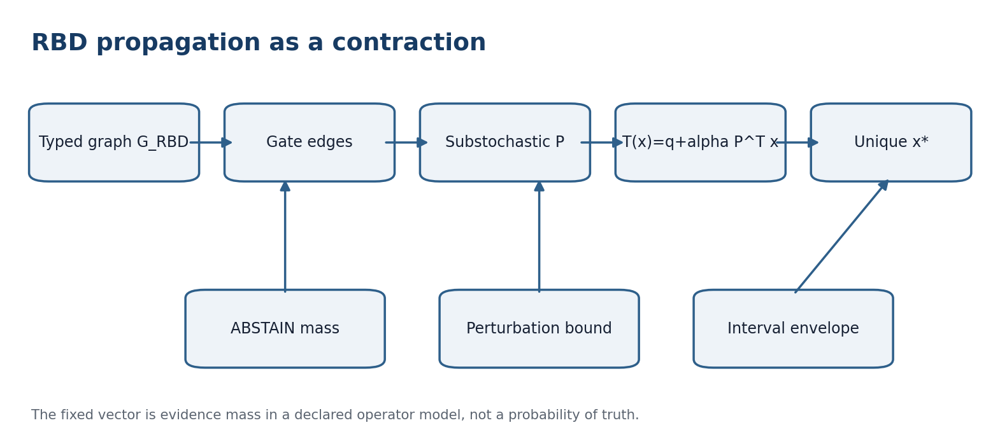 RBD propagation as a contraction
Typed graph G_RBD
Gate edges
Substochastic P
T(x)=q+alpha P^T x
Unique x*
ABSTAIN mass
Perturbation bound
Interval envelope
The fixed vector is evidence mass in a declared operator model, not a probability of truth.